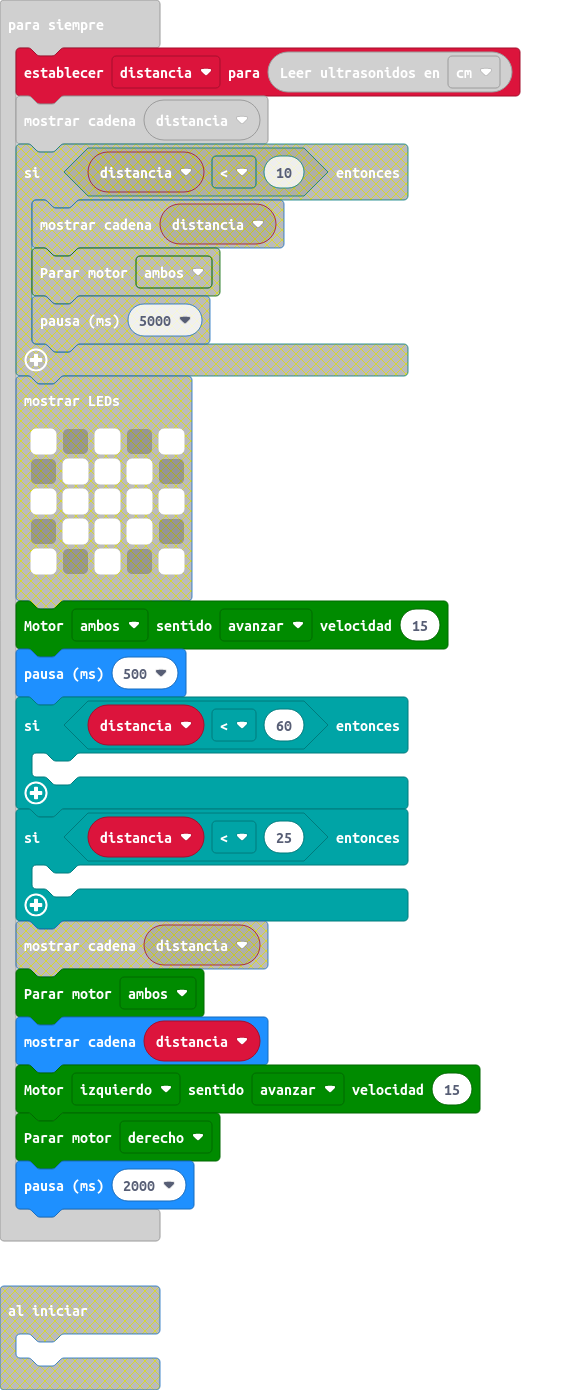 para siempre
establecer distancia para Leer ultrasonidos en cm
mostrar cadena distancia
si distancia < 10 entonces
mostrar cadena distancia
Parar motor ambos
pausa (ms) 5000
mostrar LEDs
Motor ambos sentido avanzar velocidad 15
pausa (ms) 500
si distancia < 60 entonces
si distancia < 25 entonces
mostrar cadena distancia
Parar motor ambos
mostrar cadena distancia
Motor izquierdo sentido avanzar velocidad 15
Parar motor derecho
pausa (ms) 2000
al iniciar